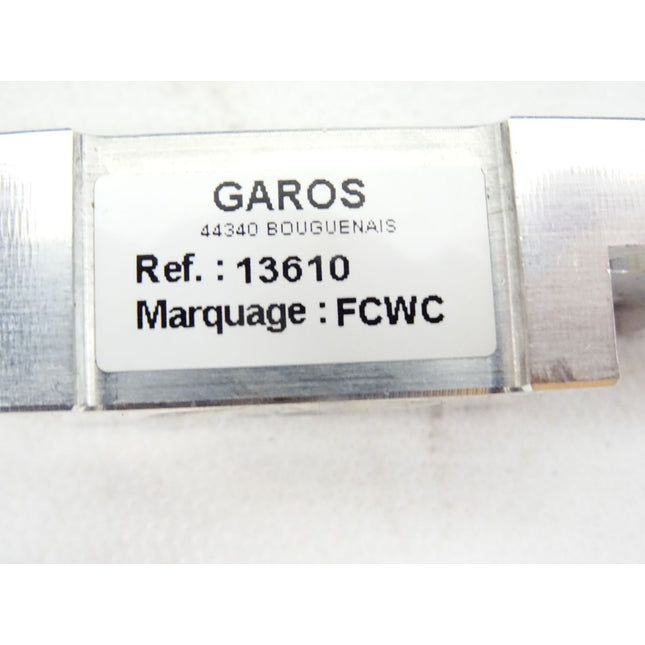 GAROS
44340 BOUGUENAIS
Ref. : 13610
Marquage : FCWC